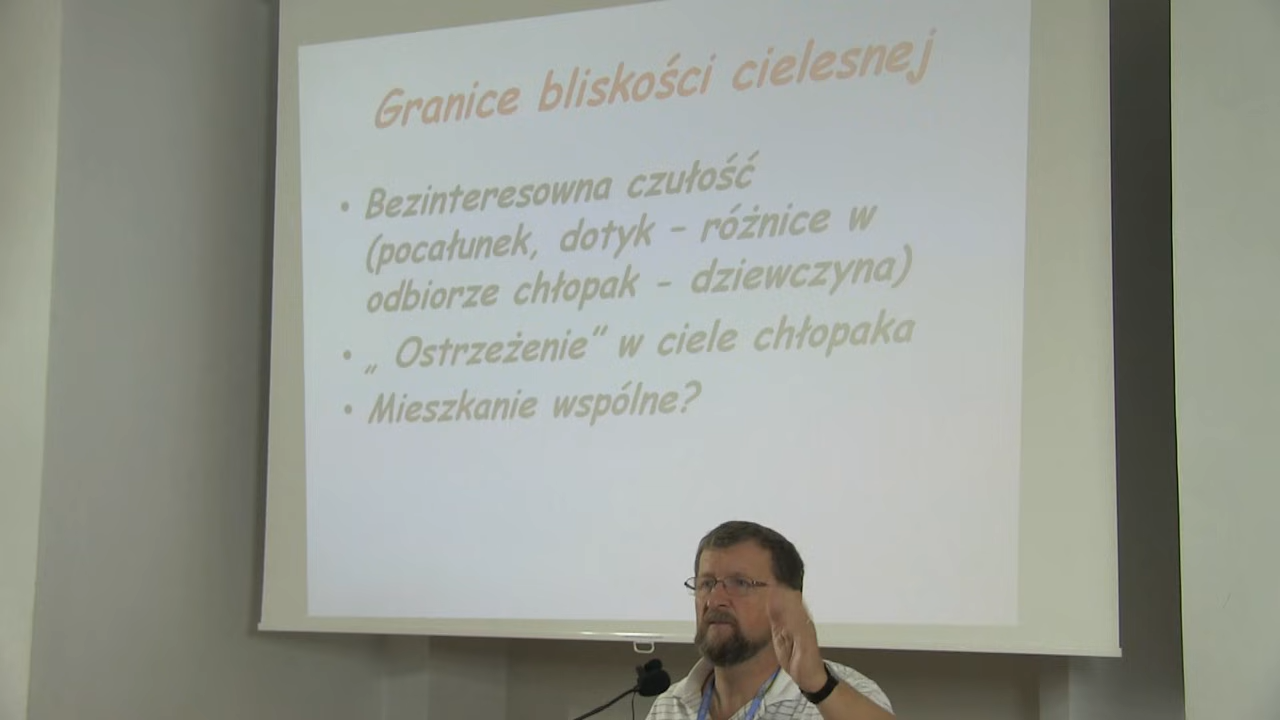 Granice bliskości cielesnej
• Bezinteresowna czułość
(pocałunek, dotyk - różnice w
odbiorze chłopak - dziewczyna)
• „ Ostrzeżenie” w ciele chłopaka
• Mieszkanie wspólne?